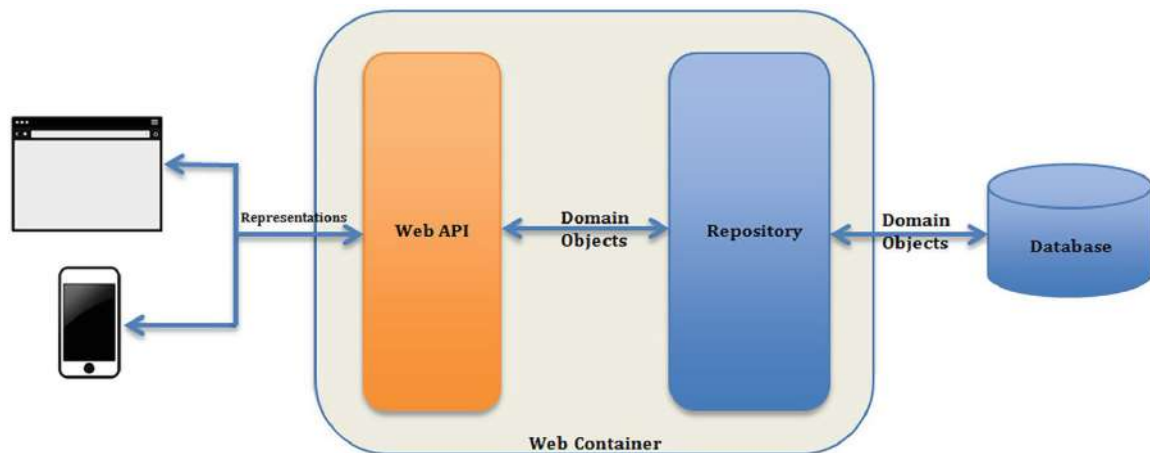 Representations
Web API
Domain
Objects
Repository
Domain
Objects
Database
Web Container